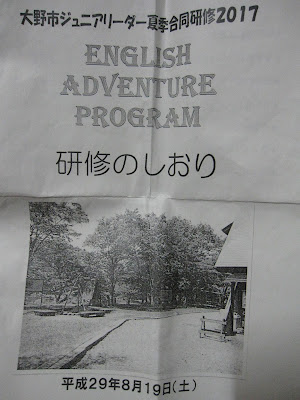 大野市ジュニアリーダー夏季合同研修2017
ENGLISH
ADVENTURE
PROGRAM
研修のしおり
平成29年8月19日(土)